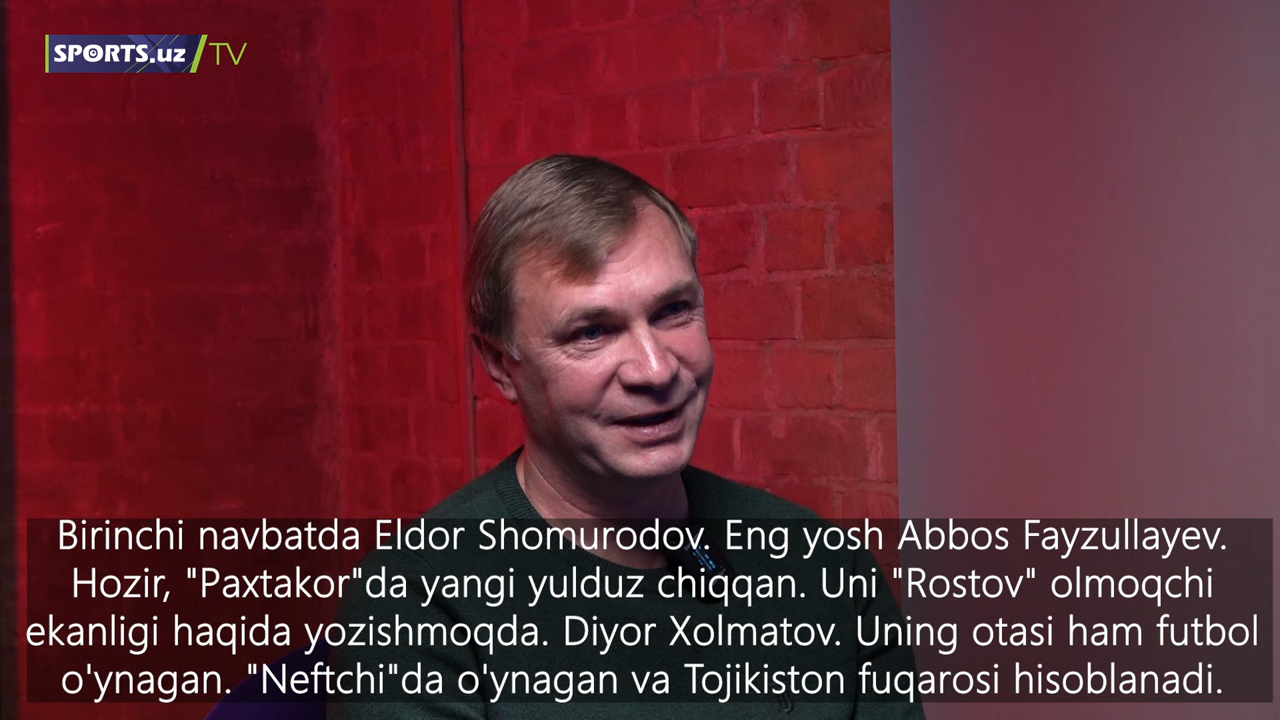 SPORTS.uz/TV
Birinchi navbatda Eldor Shomurodov. Eng yosh Abbos Fayzullayev.
Hozir, "Paxtakor"da yangi yulduz chiqqan. Uni "Rostov" olmoqchi
ekanligi haqida yozishmoqda. Diyor Xolmatov. Uning otasi ham futbol
o'ynagan. "Neftchi"da o'ynagan va Tojikiston fuqarosi hisoblanadi.